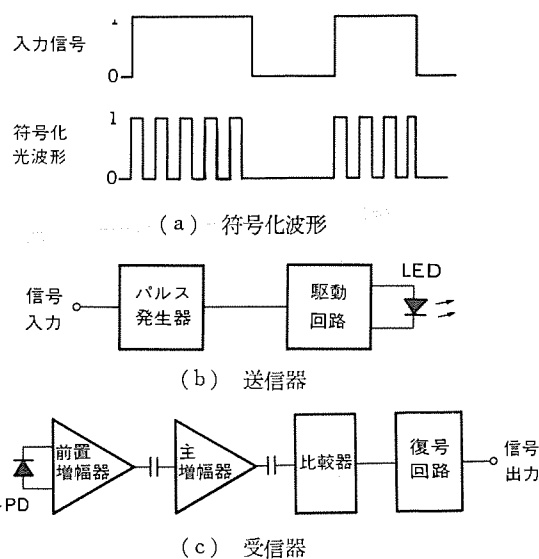 1
入力信号
0
1
符号化
光波形
0
(a) 符号化波形
LED
信号
入力
パルス
発生器
駆動
回路
(b) 送信器
前置
増幅器
主
増幅器
比較器
復号
回路
信号
出力
-PD
(c) 受信器